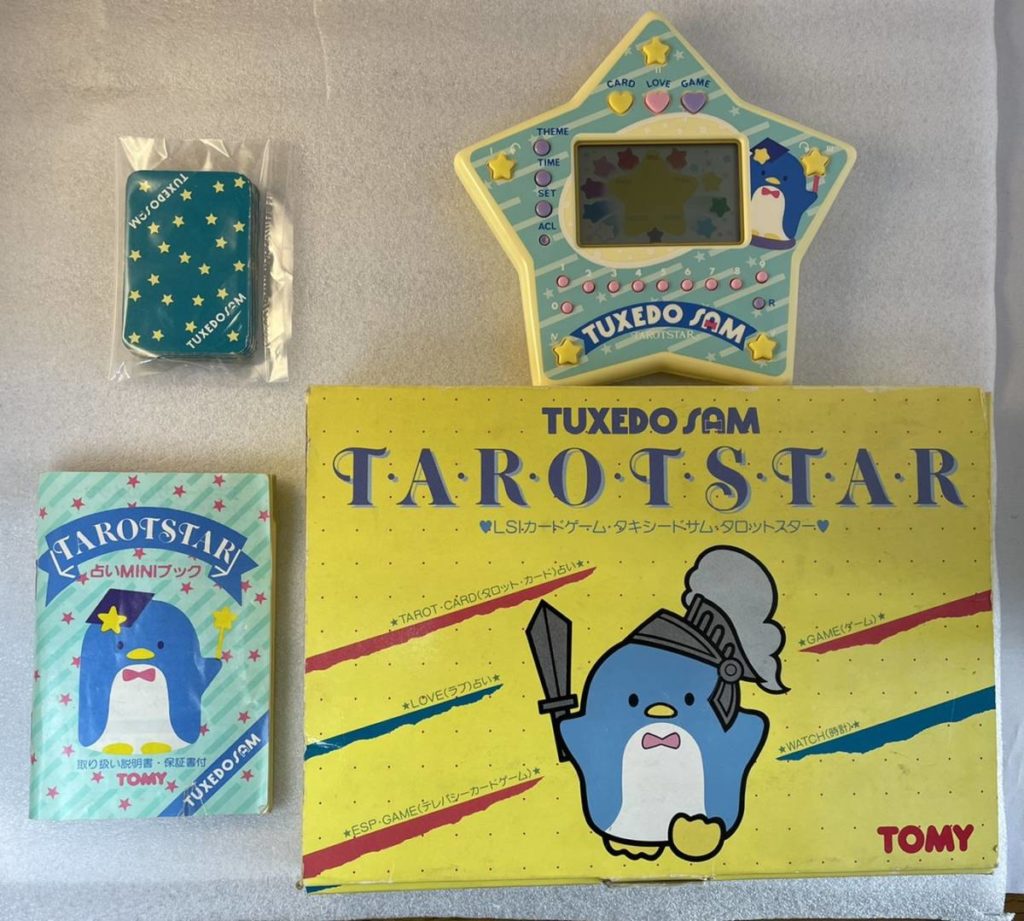 TUXEDOSAM
TUXEDOSAM
CARD LOVE GAME
THEME
TIME
SET
ACL
I
II
III
1 2 3 4 5 6 7 8 9
0
R
IV
V
TUXEDO SAM
TAROTSTAR
TUXEDO SAM
T・A・R・O・T・S・T・A・R
♥LSIカードゲーム・タキシードサム・タロットスター♥
★TAROT・CARD(タロット・カード)占い★
★GAME(ゲーム)★
★LOVE(ラブ)占い★
★WATCH(時計)★
★ESP・GAME(テレパシーカードゲーム)★
TOMY
TAROTSTAR
占いMINIブック
取り扱い説明書・保証書付
TOMY
TUXEDOSAM